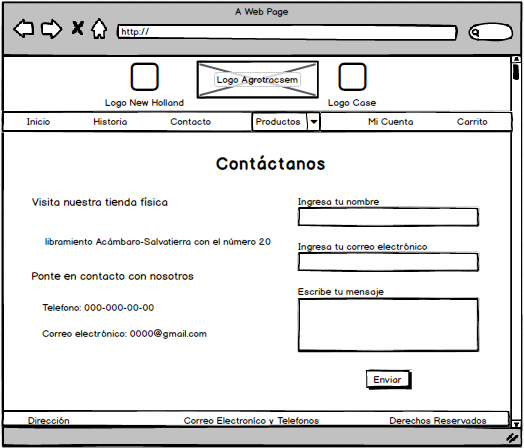 A Web Page
http://
Logo Agrotracsem
Logo New Holland
Logo Case
Inicio
Historia
Contacto
Productos
Mi Cuenta
Carrito
Contáctanos
Visita nuestra tienda física
libramiento Acámbaro-Salvatierra con el número 20
Ponte en contacto con nosotros
Telefono: 000-000-00-00
Correo electrónico: 0000@gmail.com
Ingresa tu nombre
Ingresa tu correo electrónico
Escribe tu mensaje
Enviar
Dirección
Correo Electroníco y Telefonos
Derechos Reservados